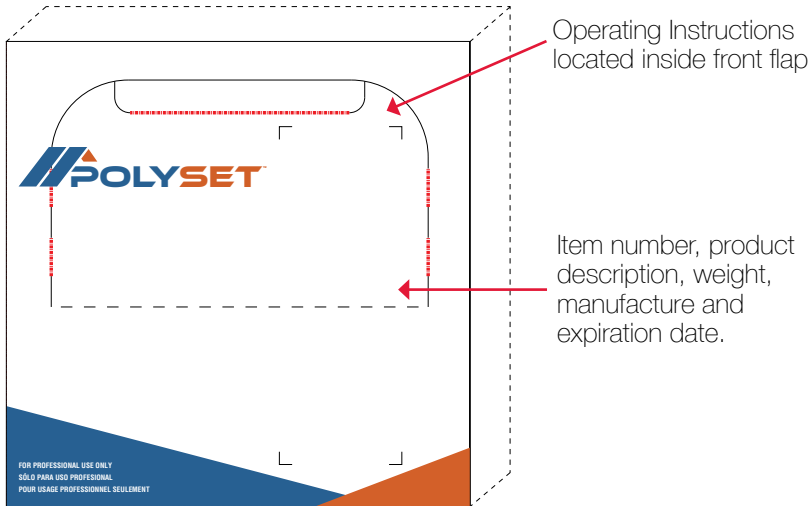 Operating Instructions
located inside front flap
POLYSET™
Item number, product
description, weight,
manufacture and
expiration date.
FOR PROFESSIONAL USE ONLY
SÓLO PARA USO PROFESIONAL
POUR USAGE PROFESSIONNEL SEULEMENT